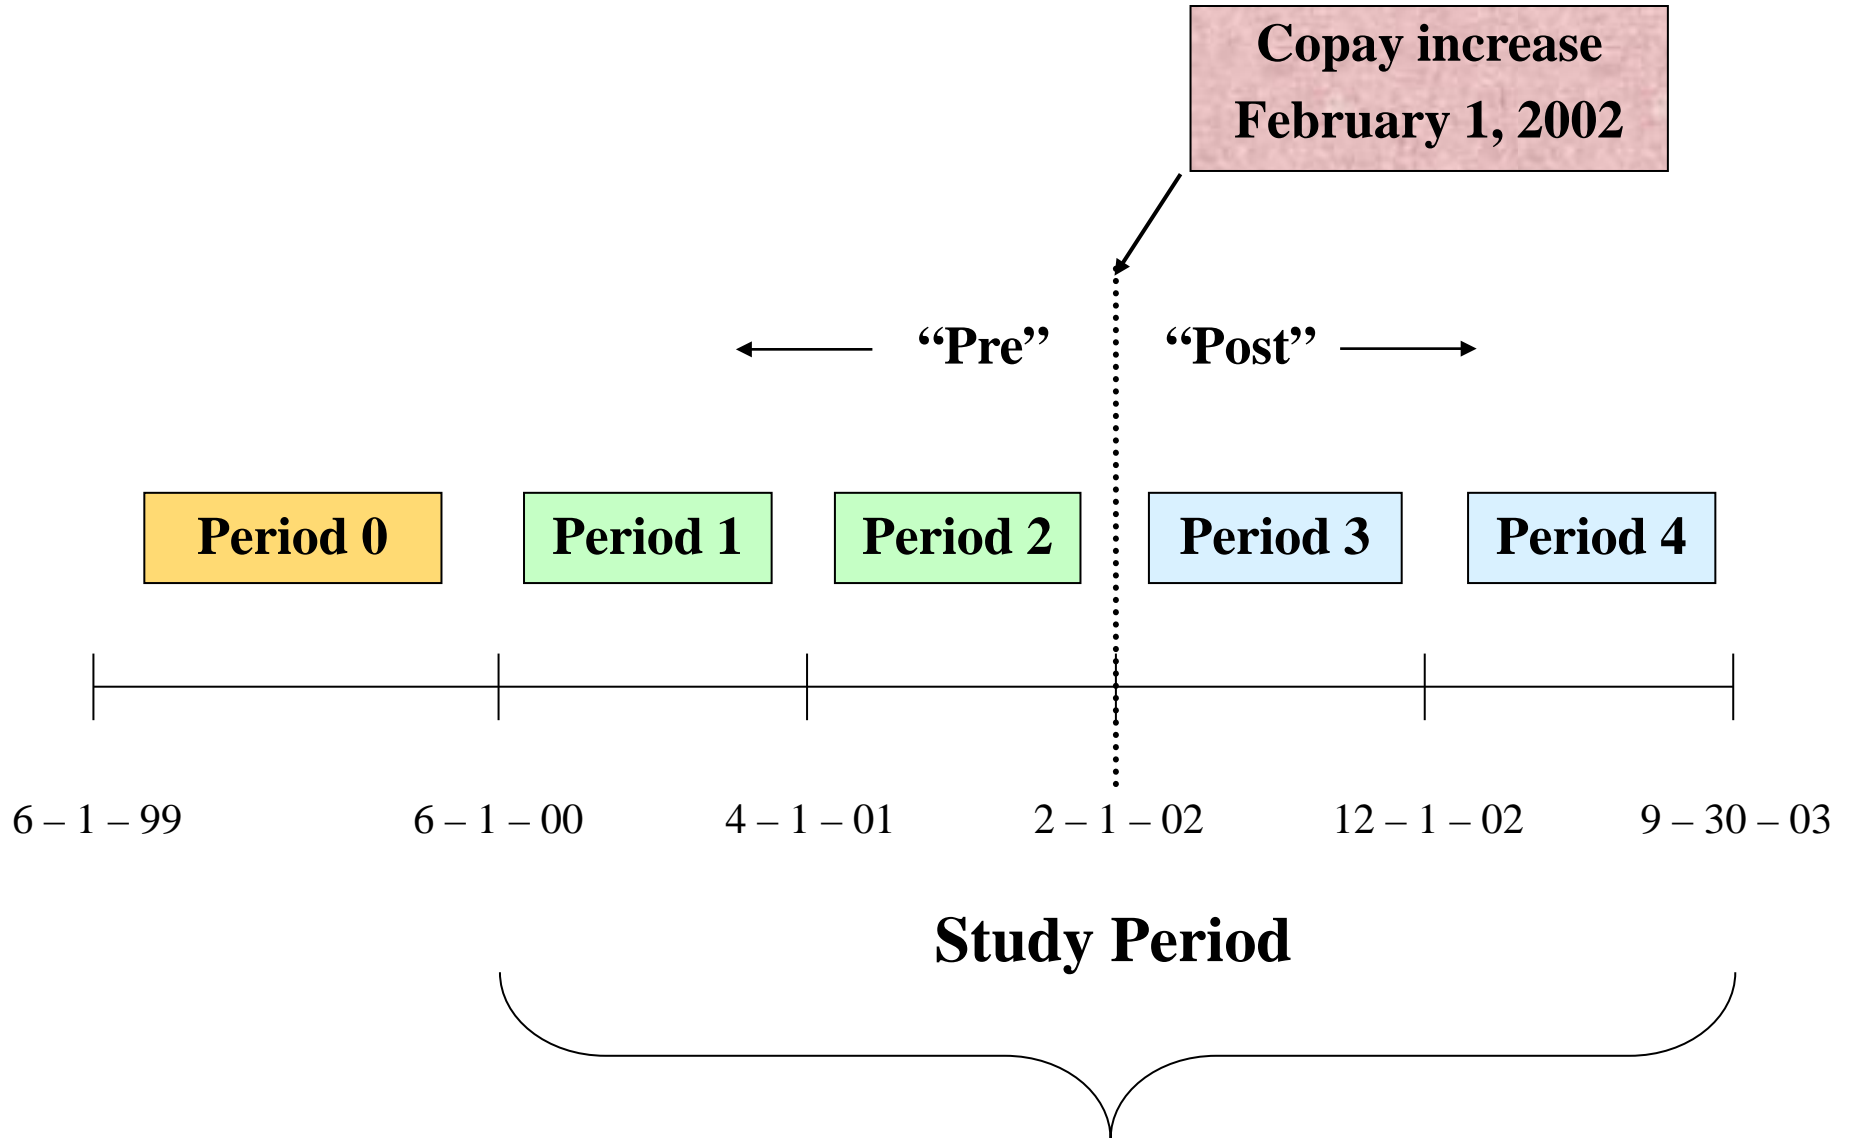 Copay increase
February 1, 2002
“Pre” “Post”
Period 0 Period 1 Period 2 Period 3 Period 4
6 – 1 – 99 6 – 1 – 00 4 – 1 – 01 2 – 1 – 02 12 – 1 – 02 9 – 30 – 03
Study Period